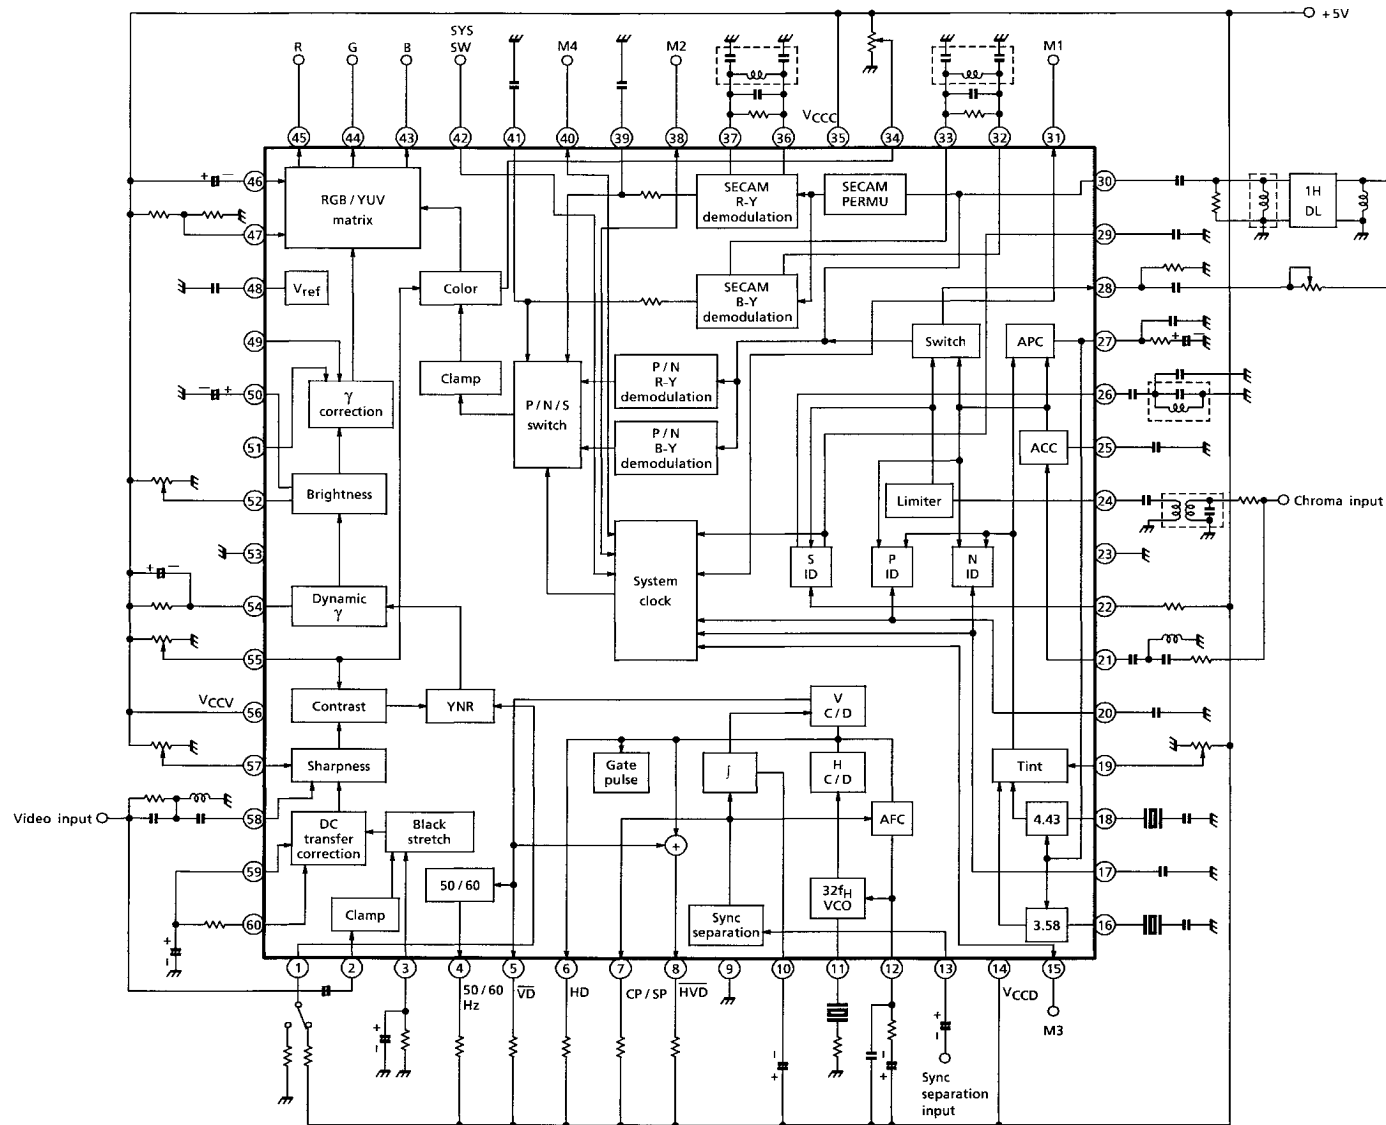 +5V
R
G
B
SYS
SW
M4
M2
VCCC
M1
45
44
43
42
41
40
39
38
37
36
35
34
33
32
31
46
RGB / YUV
matrix
SECAM
R-Y
demodulation
SECAM
PERMU
30
1H
DL
47
29
48
Vref
Color
SECAM
B-Y
demodulation
28
49
Switch
APC
27
Clamp
P / N
R-Y
demodulation
50
γ
correction
P / N / S
switch
26
51
P / N
B-Y
demodulation
ACC
25
52
Brightness
Limiter
24
Chroma input
53
System
clock
S
ID
P
ID
N
ID
23
54
Dynamic
γ
22
55
21
VCCV
56
Contrast
YNR
V
C / D
20
57
Sharpness
Gate
pulse
∫
H
C / D
Tint
19
Video input
58
DC
transfer
correction
Black
stretch
AFC
4.43
18
59
+
50 / 60
17
60
Clamp
Sync
separation
32fH
VCO
3.58
16
1
2
3
4
5
6
7
8
9
10
11
12
13
14
15
50 / 60
Hz
VD
HD
CP / SP
HVD
VCCD
M3
Sync
separation
input